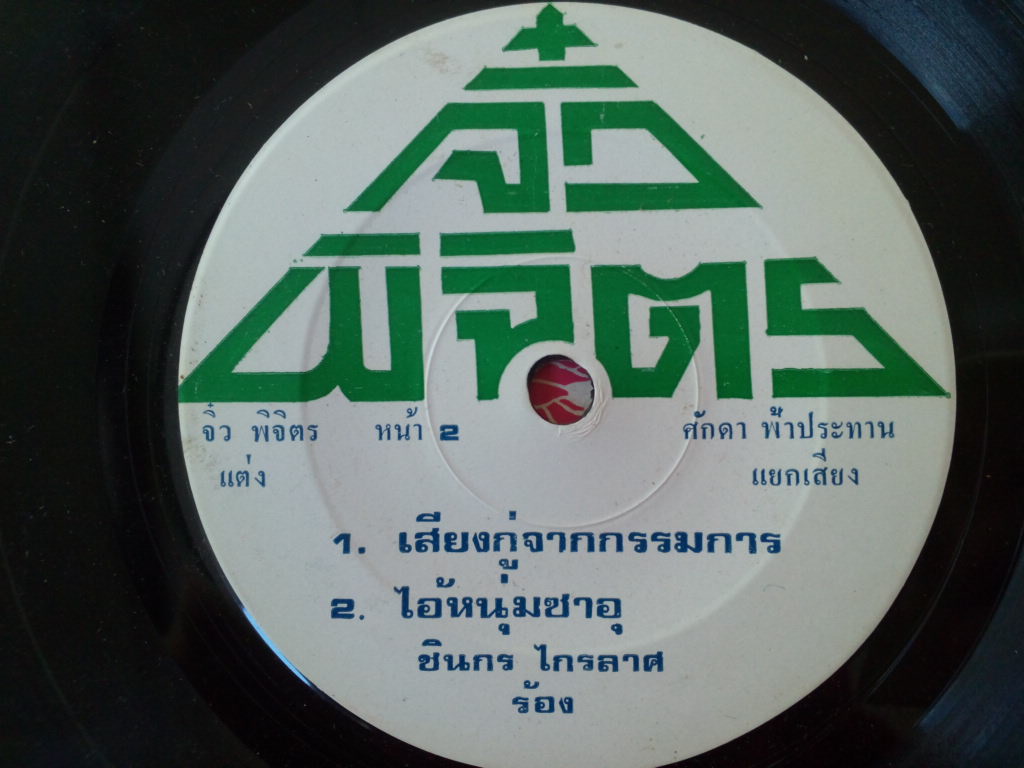 จิ๋ว
พิจิตร
จิ๋ว พิจิตร หน้า 2 ศักดา ฟ้าประทาน
แต่ง แยกเสียง
1. เสียงกู่จากกรรมการ
2. ไอ้หนุ่มซาอุ
ชินกร ไกรลาศ
ร้อง